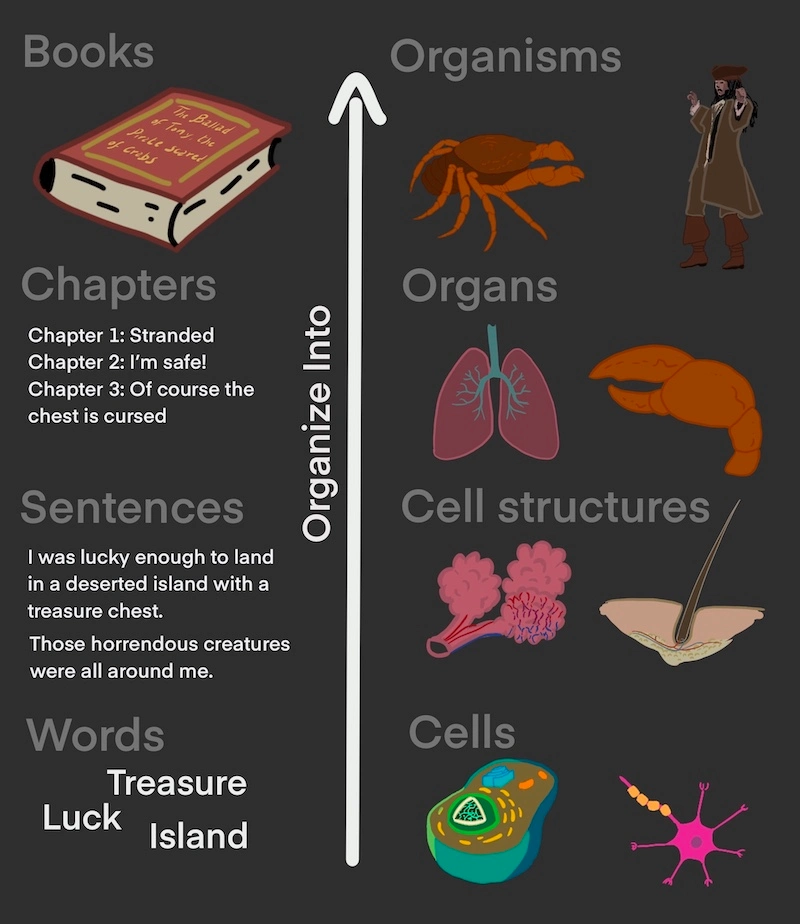 Books
The Ballad
of Tony the
Pirate scared
of Crabs
Chapters
Chapter 1: Stranded
Chapter 2: I'm safe!
Chapter 3: Of course the
chest is cursed
Sentences
I was lucky enough to land
in a deserted island with a
treasure chest.
Those horrendous creatures
were all around me.
Words
Treasure
Luck
Island
Organize Into
Organisms
Organs
Cell structures
Cells